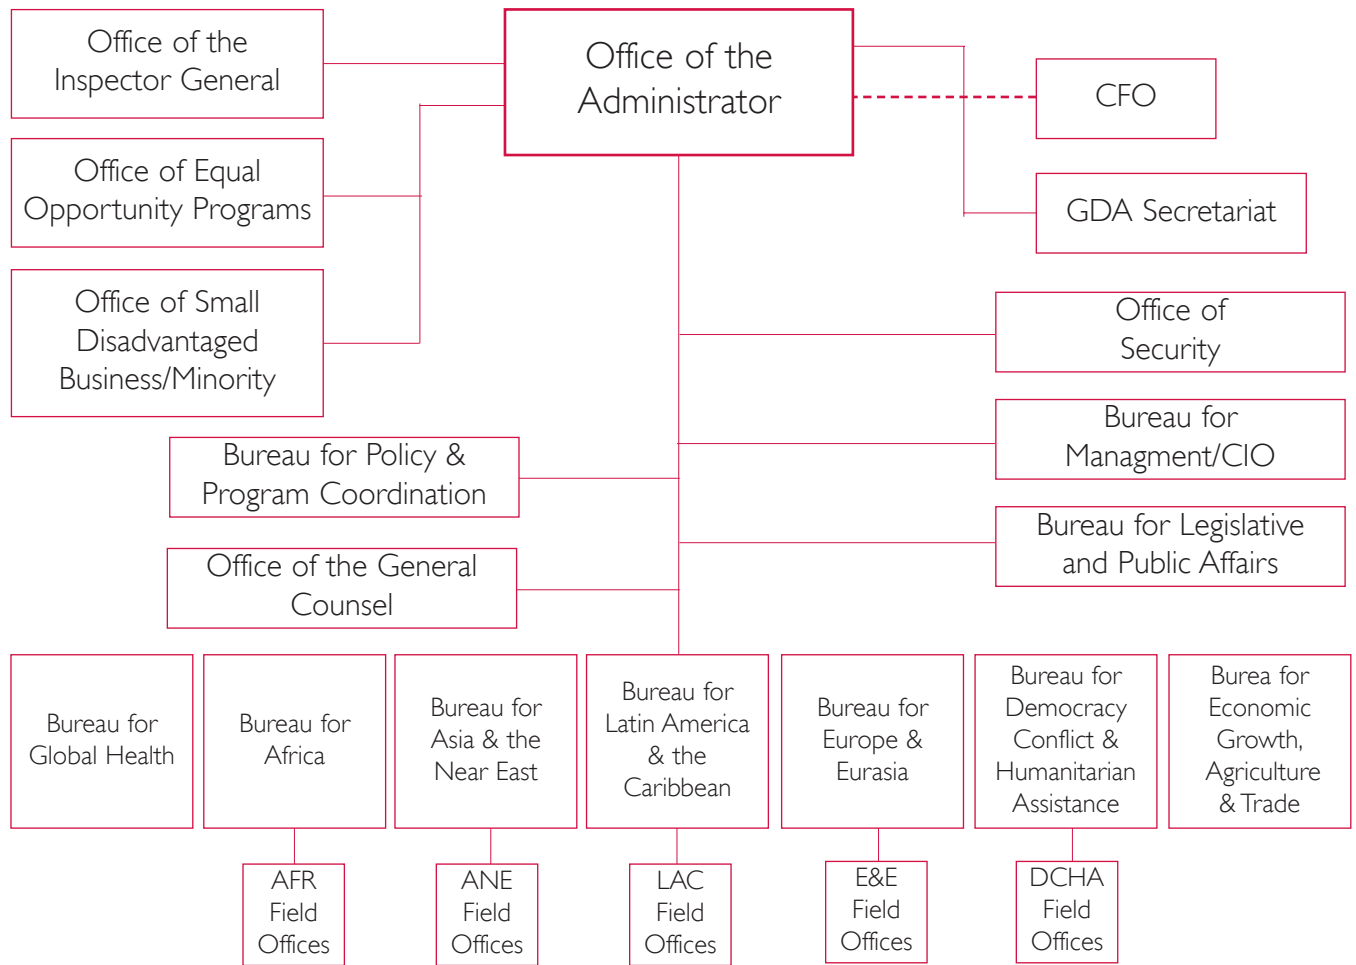 Office of the
Inspector General
Office of the
Administrator
CFO
Office of Equal
Opportunity Programs
GDA Secretariat
Office of Small
Disadvantaged
Business/Minority
Office of
Security
Bureau for
Managment/CIO
Bureau for Policy &
Program Coordination
Bureau for Legislative
and Public Affairs
Office of the General
Counsel
Bureau for
Global Health
Bureau for
Africa
Bureau for
Asia & the
Near East
Bureau for
Latin America
& the
Caribbean
Bureau for
Europe &
Eurasia
Bureau for
Democracy
Conflict &
Humanitarian
Assistance
Burea for
Economic
Growth,
Agriculture
& Trade
AFR
Field
Offices
ANE
Field
Offices
LAC
Field
Offices
E&E
Field
Offices
DCHA
Field
Offices